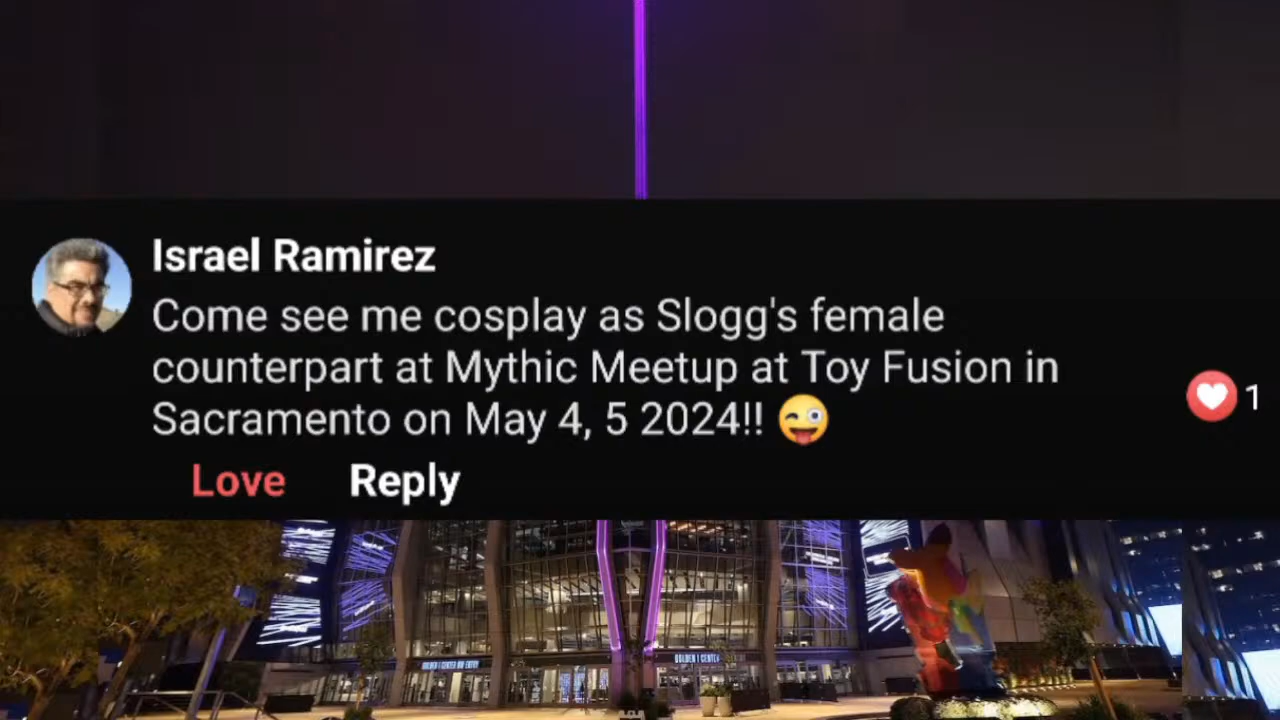 Israel Ramirez
Come see me cosplay as Slogg's female
counterpart at Mythic Meetup at Toy Fusion in
Sacramento on May 4, 5 2024!! 😜
1
Love Reply
GOLDEN 1 CENTER